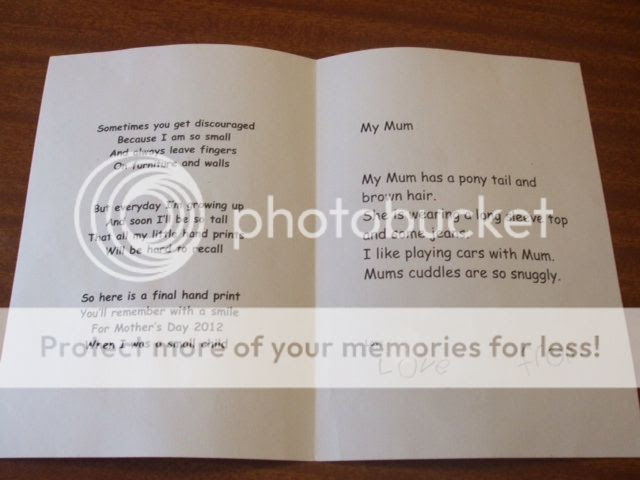 Sometimes you get discouraged
Because I am so small
And always leave fingers
On furniture and walls
But everyday I'm growing up
And soon I'll be so tall
That all my little hand prints
Will be hard to recall
So here is a final hand print
You'll remember with a smile
For Mother's Day 2012
When I was a small child
My Mum
My Mum has a pony tail and
brown hair.
She is wearing a long sleeve top
and some jeans.
I like playing cars with Mum.
Mums cuddles are so snuggly.
Love
photobucket
Protect more of your memories for less!